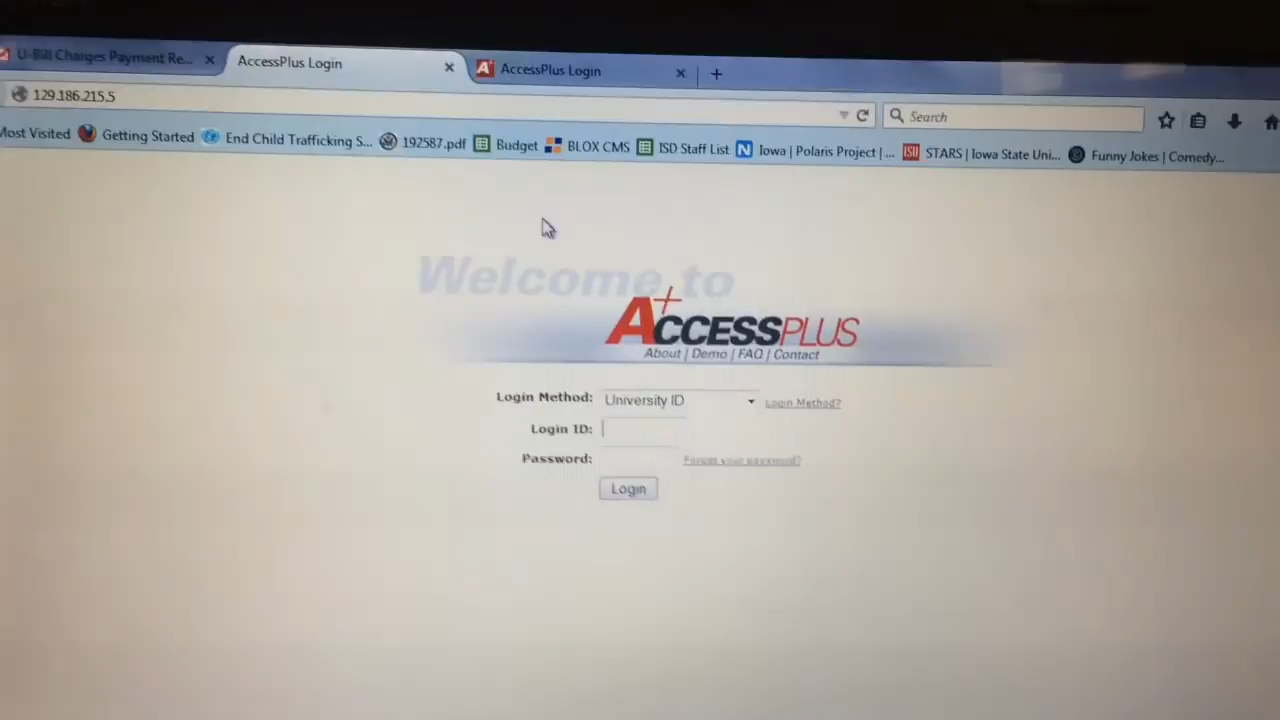 U-Bill Charges Payment Re...
AccessPlus Login
AccessPlus Login
129.186.215.5
Search
Most Visited
Getting Started
End Child Trafficking S...
192587.pdf
Budget
BLOX CMS
ISD Staff List
N
Iowa | Polaris Project | ...
ISU
STARS | Iowa State Uni...
Funny Jokes | Comedy...
Welcome to
ACCESSPLUS
About | Demo | FAQ | Contact
Login Method: University ID Login Method?
Login ID:
Password: Forgot your password?
Login